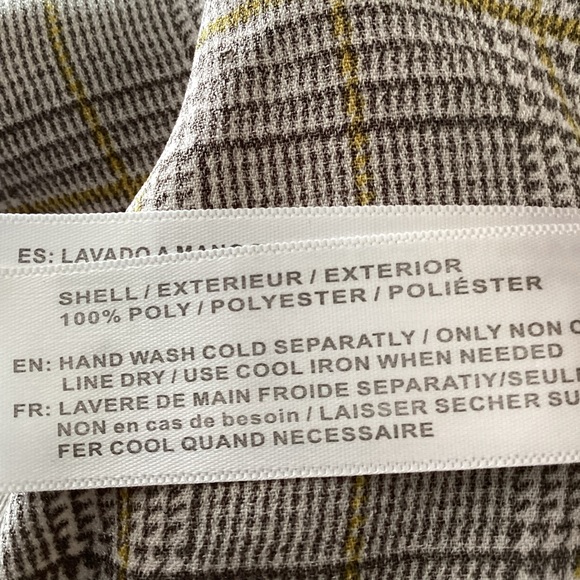 ES: LAVADO A MANO
SHELL / EXTERIEUR / EXTERIOR
100% POLY / POLYESTER / POLIÉSTER
EN: HAND WASH COLD SEPARATLY / ONLY NON
LINE DRY / USE COOL IRON WHEN NEEDED
FR: LAVERE DE MAIN FROIDE SEPARATIY/SEUL
NON en cas de besoin / LAISSER SECHER SU
FER COOL QUAND NECESSAIRE